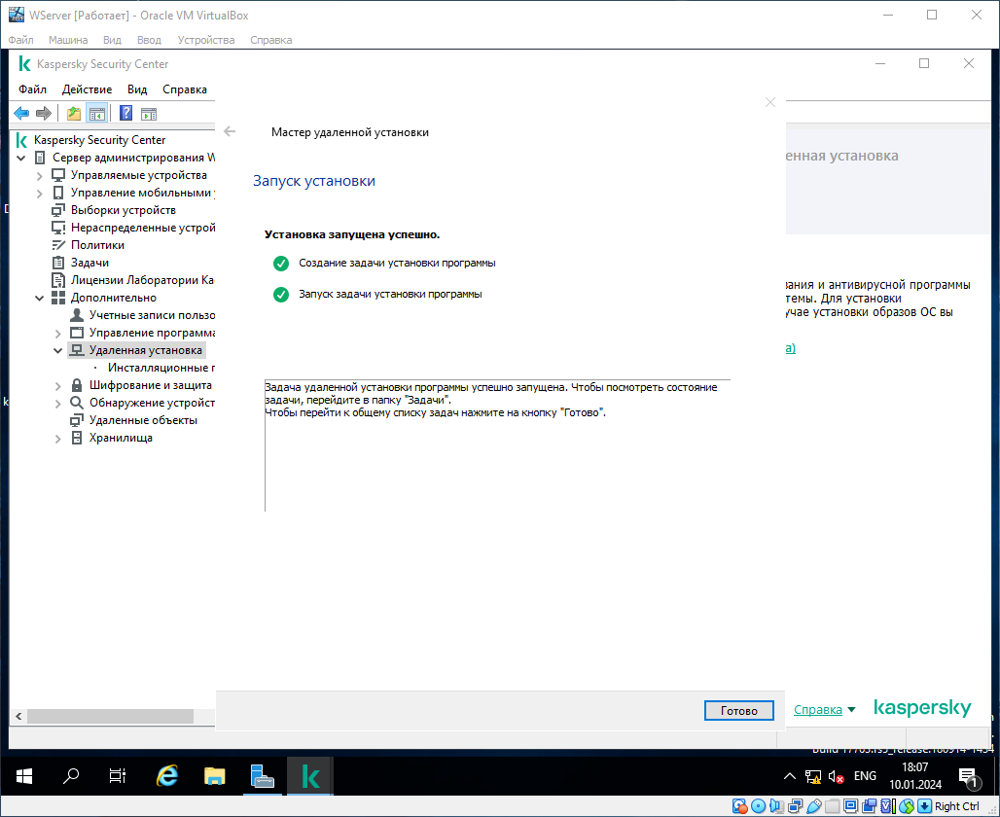 WServer [Работает] - Oracle VM VirtualBox
Файл Машина Вид Ввод Устройства Справка
Kaspersky Security Center
Файл Действие Вид Справка
Мастер удаленной установки
Запуск установки
Установка запущена успешно.
Создание задачи установки программы
Запуск задачи установки программы
Задача удаленной установки программы успешно запущена. Чтобы посмотреть состояние
задачи, перейдите в папку "Задачи".
Чтобы перейти к общему списку задач нажмите на кнопку "Готово".
Готово
Kaspersky Security Center
Сервер администрирования W
Управляемые устройства
Управление мобильными
Выборки устройств
Нераспределенные устрой
Политики
Задачи
Лицензии Лаборатории Ка
Дополнительно
Учетные записи пользо
Управление программа
Удаленная установка
Инсталляционные п
Шифрование и защита
Обнаружение устройст
Удаленные объекты
Хранилища
енная установка
вания и антивирусной программы
темы. Для установки
учае установки образов ОС вы
а)
Справка
kaspersky
Build 17763.rs5_release.180914-1434
ENG
18:07
10.01.2024
1
Right Ctrl